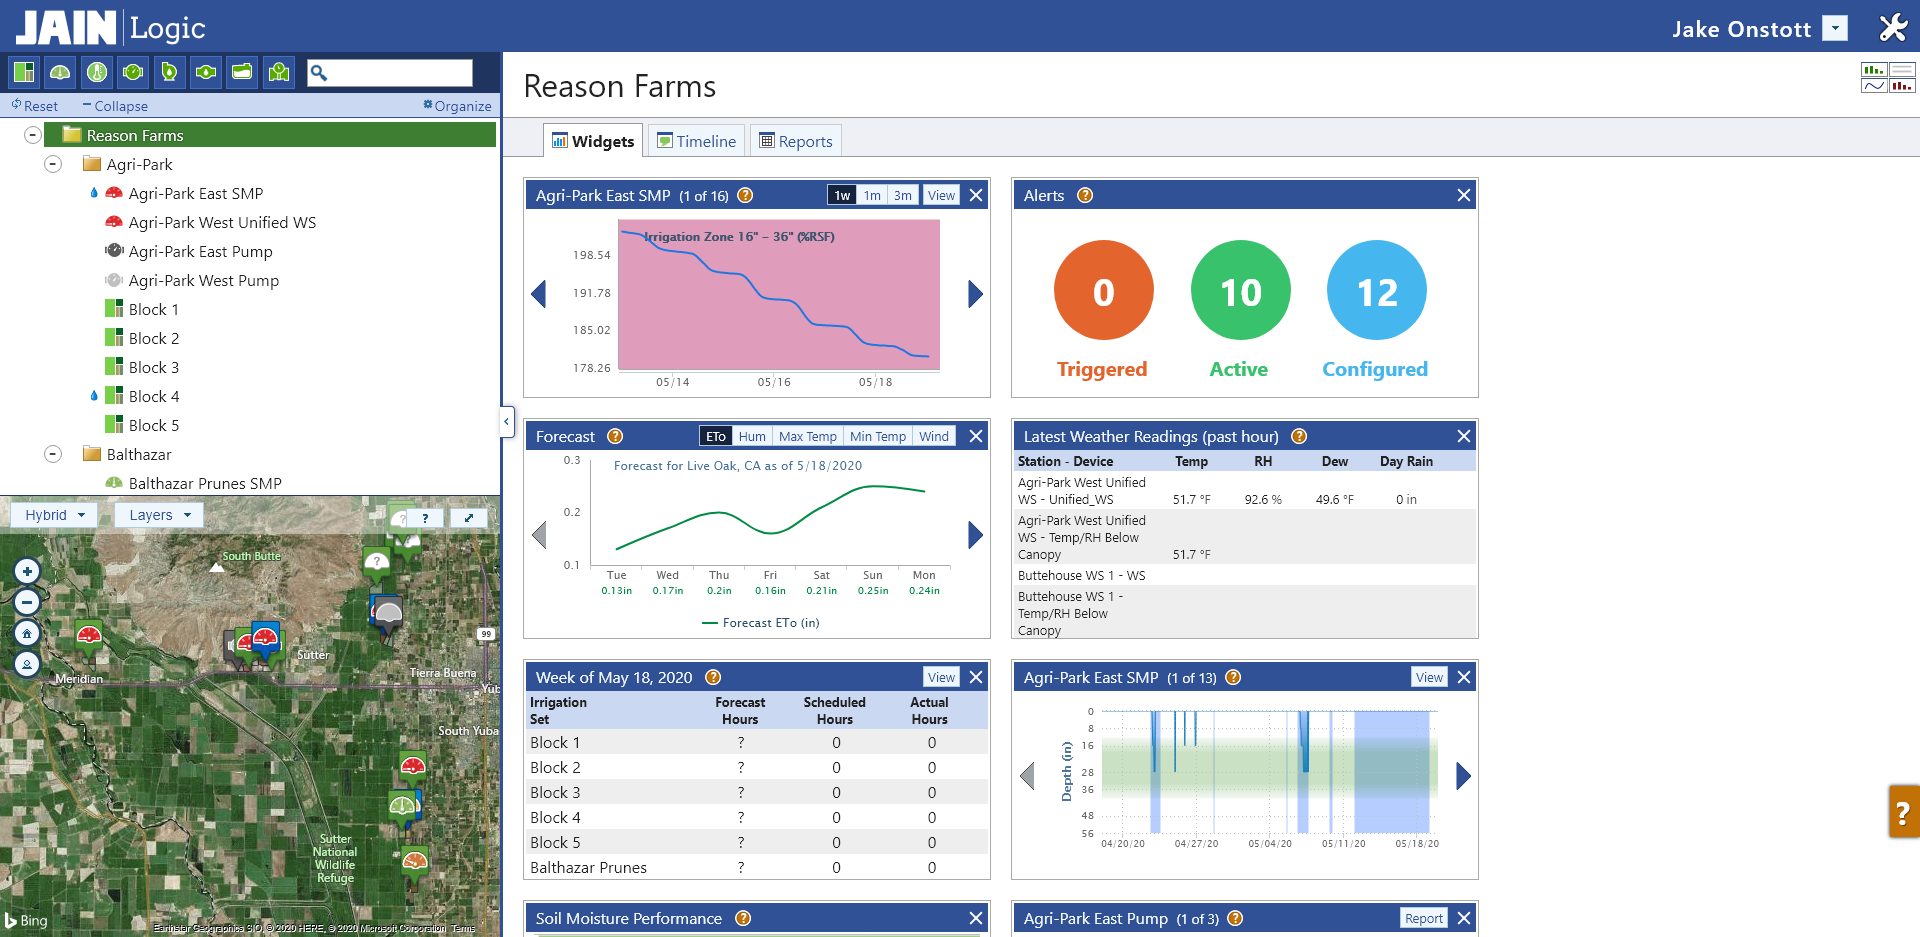 JAIN Logic
Jake Onstott
Reset
Collapse
Organize
Reason Farms
Agri-Park
Agri-Park East SMP
Agri-Park West Unified WS
Agri-Park East Pump
Agri-Park West Pump
Block 1
Block 2
Block 3
Block 4
Block 5
Balthazar
Balthazar Prunes SMP
Hybrid
Layers
?
?
?
South Butte
99
Sutter
Meridian
Tierra Buena
Yub
South Yuba
Sutter
National
Wildlife
Refuge
Bing
Earthstar Geographics SIO, © 2020 HERE, © 2020 Microsoft Corporation Terms
Reason Farms
Widgets
Timeline
Reports
Agri-Park East SMP (1 of 16) ? 1w 1m 3m View
Irrigation Zone 16" – 36" (%RSF)
198.54
191.78
185.02
178.26
05/14 05/16 05/18
Alerts ?
0 10 12
Triggered Active Configured
Forecast ? ETo Hum Max Temp Min Temp Wind
Forecast for Live Oak, CA as of 5/18/2020
0.3
0.2
0.1
Tue Wed Thu Fri Sat Sun Mon
0.13in 0.17in 0.2in 0.16in 0.21in 0.25in 0.24in
Forecast ETo (in)
Latest Weather Readings (past hour) ?
Station - Device Temp RH Dew Day Rain
Agri-Park West Unified
WS - Unified_WS 51.7 °F 92.6 % 49.6 °F 0 in
Agri-Park West Unified
WS - Temp/RH Below
Canopy 51.7 °F
Buttehouse WS 1 - WS
Buttehouse WS 1 -
Temp/RH Below
Canopy
Week of May 18, 2020 ? View
Irrigation Forecast Scheduled Actual
Set Hours Hours Hours
Block 1 ? 0 0
Block 2 ? 0 0
Block 3 ? 0 0
Block 4 ? 0 0
Block 5 ? 0 0
Balthazar Prunes ? 0 0
Agri-Park East SMP (1 of 13) ? View
Depth (in)
0
8
16
28
36
48
56
04/20/20 04/27/20 05/04/20 05/11/20 05/18/20
?
Soil Moisture Performance ?
Agri-Park East Pump (1 of 3) ? Report